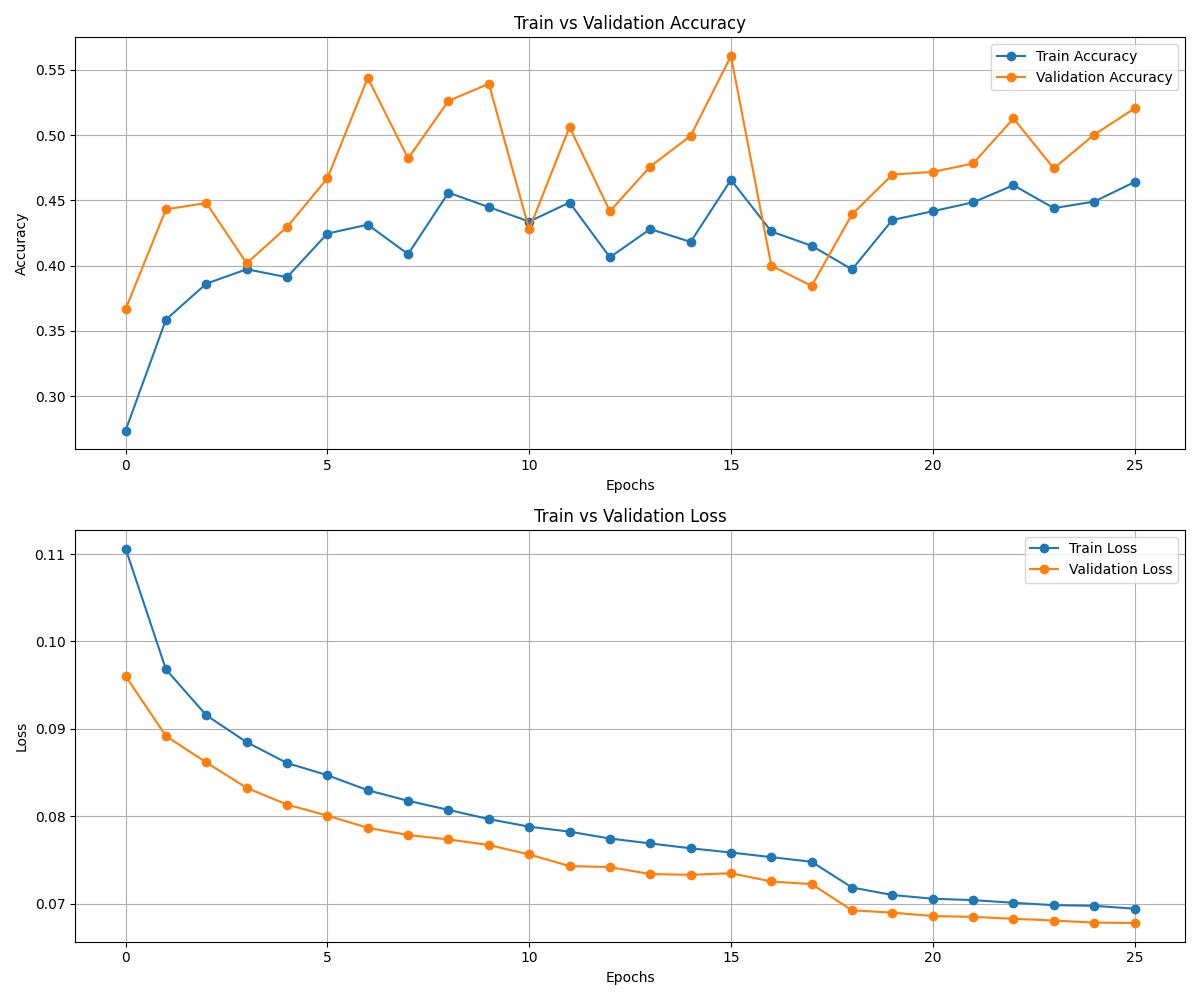 Train vs Validation Accuracy
Train Accuracy
Validation Accuracy
Accuracy
0.55
0.50
0.45
0.40
0.35
0.30
0 5 10 15 20 25
Epochs
Train vs Validation Loss
Train Loss
Validation Loss
Loss
0.11
0.10
0.09
0.08
0.07
0 5 10 15 20 25
Epochs